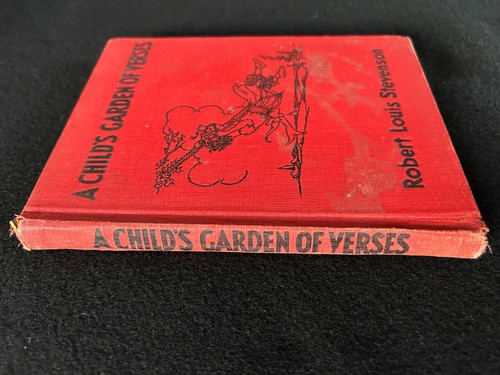 A CHILD'S GARDEN OF VERSES
Robert Louis Stevenson
A CHILD'S GARDEN OF VERSES